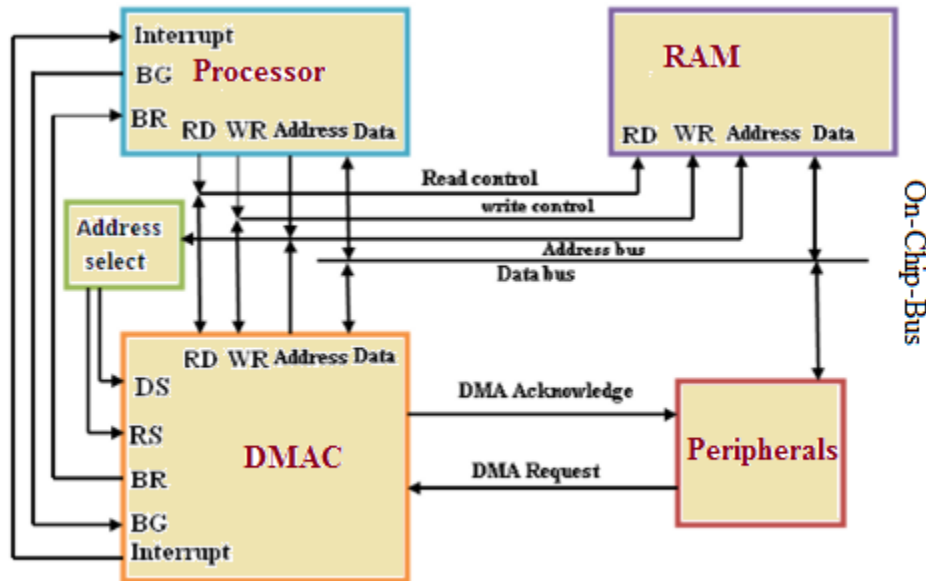 Interrupt
Processor
BG
BR
RD WR Address Data
RAM
RD WR Address Data
Read control
write control
Address bus
Data bus
On-Chip-Bus
Address
select
RD WR Address Data
DS
RS
DMAC
BR
BG
Interrupt
DMA Acknowledge
DMA Request
Peripherals